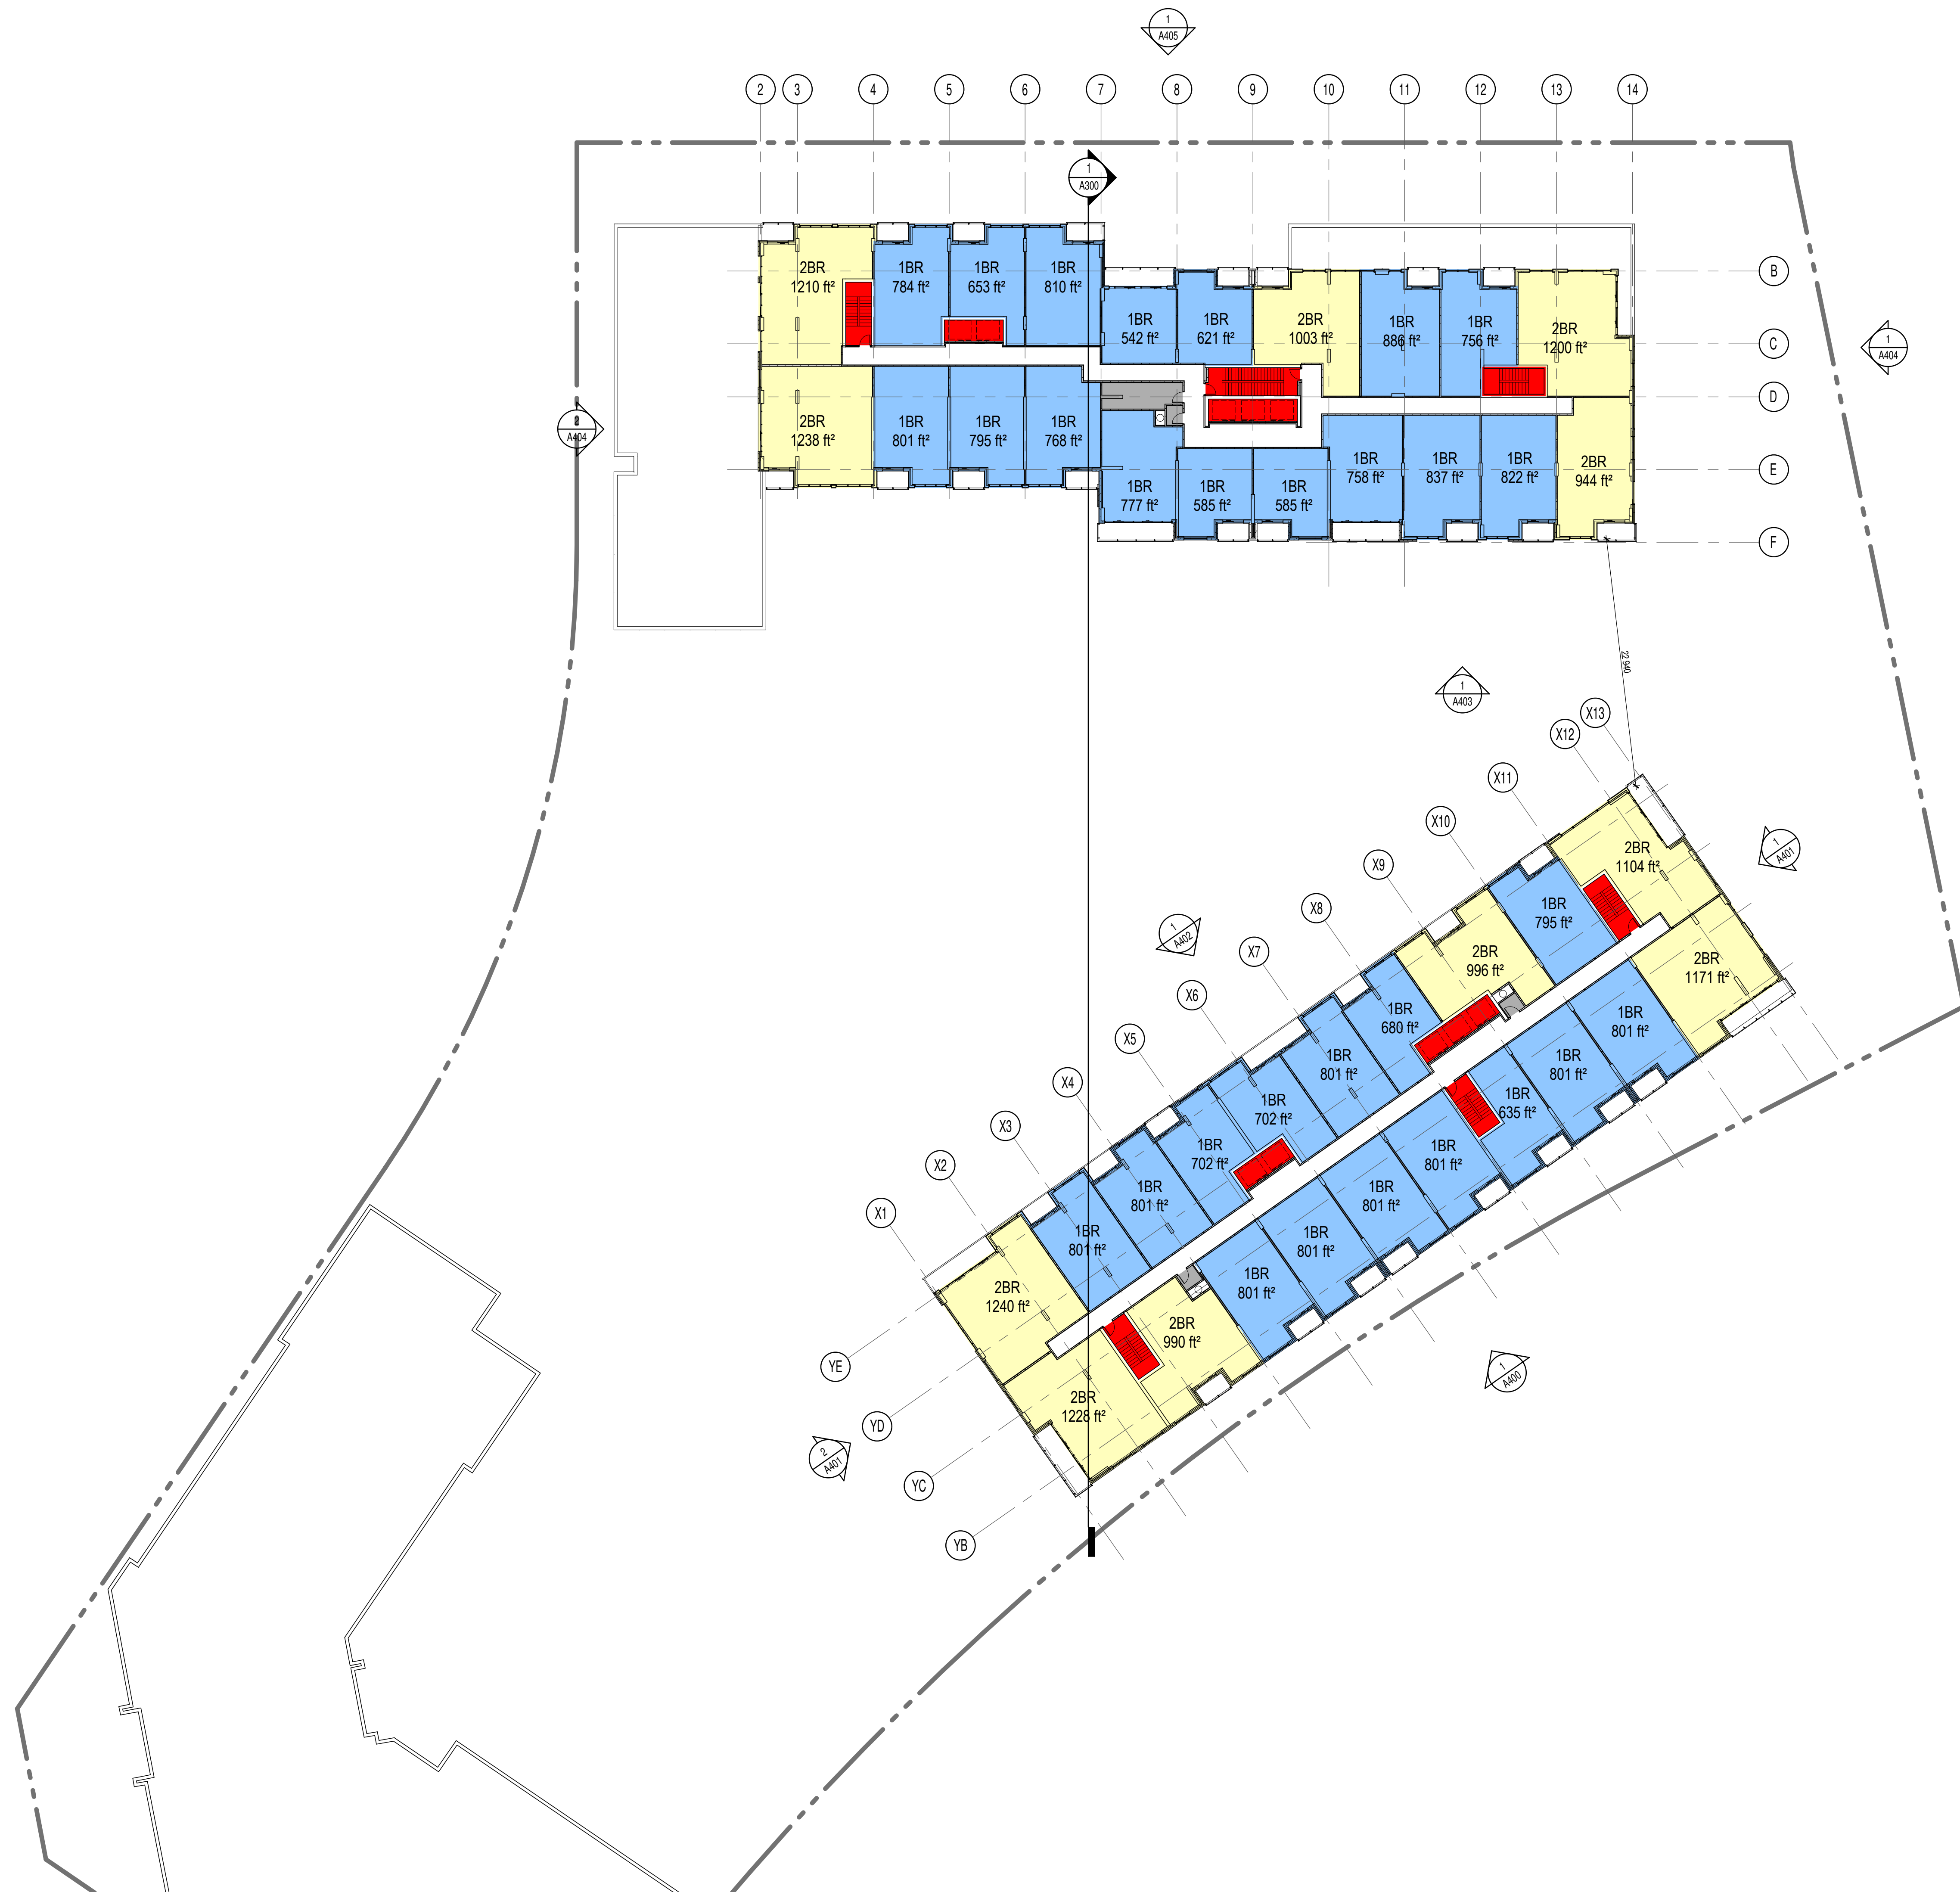 1
A405
2
3
4
5
6
7
8
9
10
11
12
13
14
1
A300
2BR
1210 ft²
1BR
784 ft²
1BR
653 ft²
1BR
810 ft²
1BR
542 ft²
1BR
621 ft²
2BR
1003 ft²
1BR
886 ft²
1BR
756 ft²
2BR
1200 ft²
B
C
D
E
F
1
A404
2
A404
2BR
1238 ft²
1BR
801 ft²
1BR
795 ft²
1BR
768 ft²
1BR
777 ft²
1BR
585 ft²
1BR
585 ft²
1BR
758 ft²
1BR
837 ft²
1BR
822 ft²
2BR
944 ft²
22 940
1
A403
X13
X12
X11
X10
X9
X8
X7
X6
X5
X4
X3
X2
X1
1
A401
1
A402
2BR
1104 ft²
1BR
795 ft²
2BR
996 ft²
1BR
680 ft²
1BR
801 ft²
1BR
702 ft²
1BR
702 ft²
1BR
801 ft²
1BR
801 ft²
2BR
1240 ft²
2BR
1171 ft²
1BR
801 ft²
1BR
801 ft²
1BR
635 ft²
1BR
801 ft²
1BR
801 ft²
1BR
801 ft²
1BR
801 ft²
2BR
990 ft²
2BR
1228 ft²
YE
YD
YC
YB
1
A400
2
A401